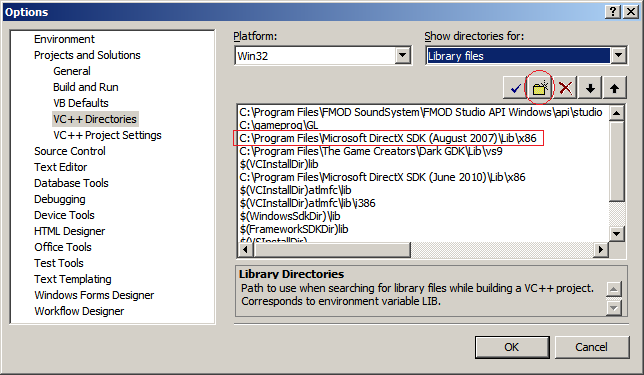 Options
Environment
Projects and Solutions
General
Build and Run
VB Defaults
VC++ Directories
VC++ Project Settings
Source Control
Text Editor
Database Tools
Debugging
Device Tools
HTML Designer
Office Tools
Test Tools
Text Templating
Windows Forms Designer
Workflow Designer
Platform:
Win32
Show directories for:
Library files
C:\Program Files\FMOD SoundSystem\FMOD Studio API Windows\api\studio
C:\gameprog\GL
C:\Program Files\Microsoft DirectX SDK (August 2007)\Lib\x86
C:\Program Files\The Game Creators\Dark GDK\Lib\vs9
$(VCInstallDir)lib
C:\Program Files\Microsoft DirectX SDK (June 2010)\Lib\x86
$(VCInstallDir)atlmfc\lib
$(VCInstallDir)atlmfc\lib\i386
$(WindowsSdkDir)\lib
$(FrameworkSDKDir)lib
$(VSInstallDir)
Library Directories
Path to use when searching for library files while building a VC++ project.
Corresponds to environment variable LIB.
OK
Cancel